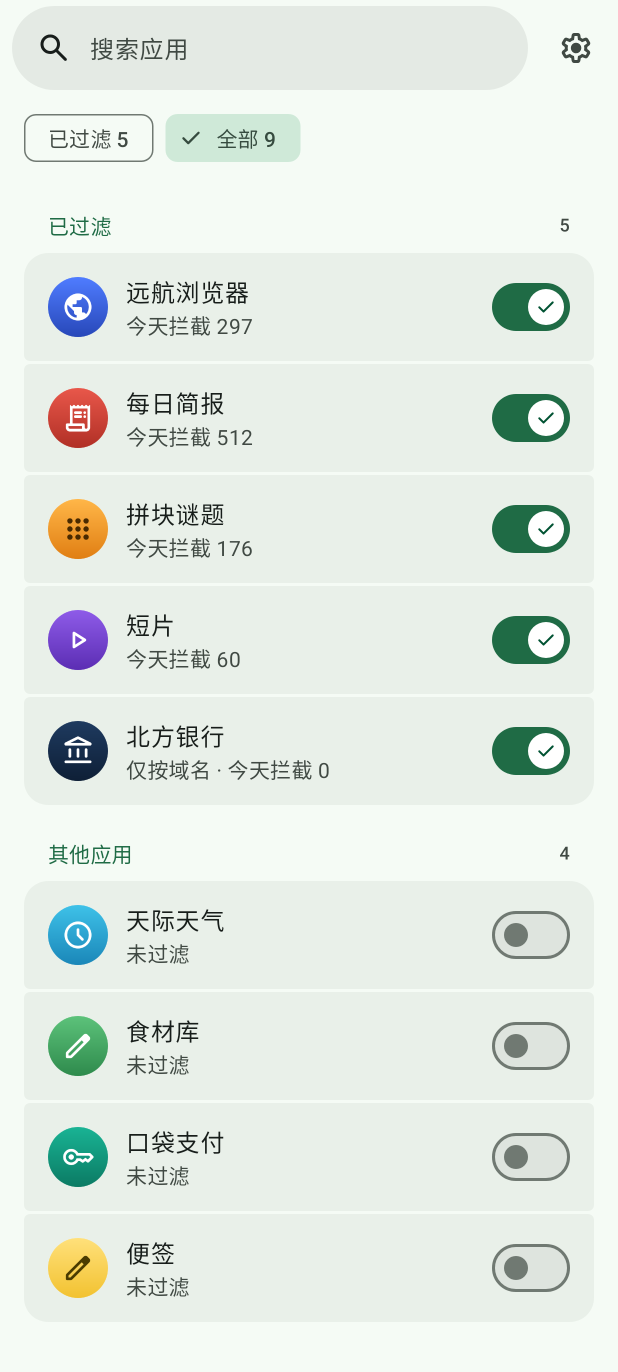 搜索应用
已过滤 5
全部 9
已过滤 5
远航浏览器
今天拦截 297
每日简报
今天拦截 512
拼块谜题
今天拦截 176
短片
今天拦截 60
北方银行
仅按域名 · 今天拦截 0
其他应用 4
天际天气
未过滤
食材库
未过滤
口袋支付
未过滤
便签
未过滤